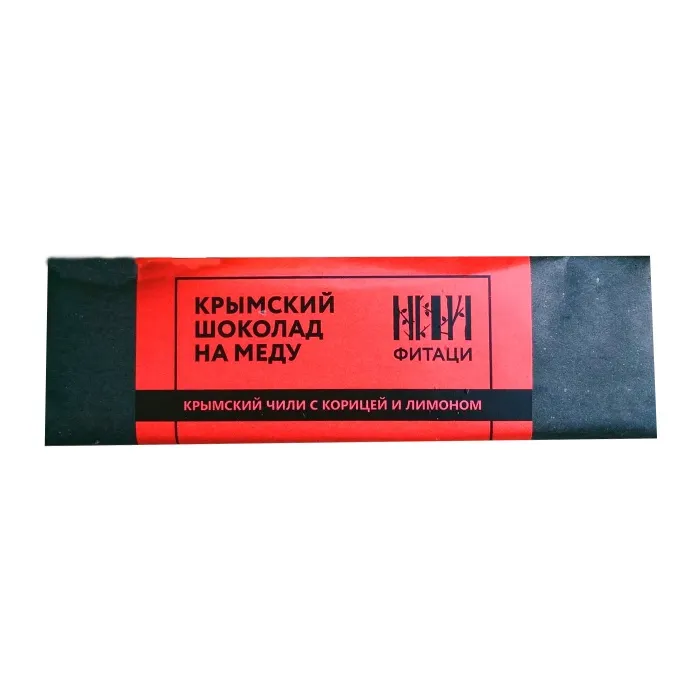 КРЫМСКИЙ
ШОКОЛАД
НА МЕДУ
ФИТАЦИ
КРЫМСКИЙ ЧИЛИ С КОРИЦЕЙ И ЛИМОНОМ